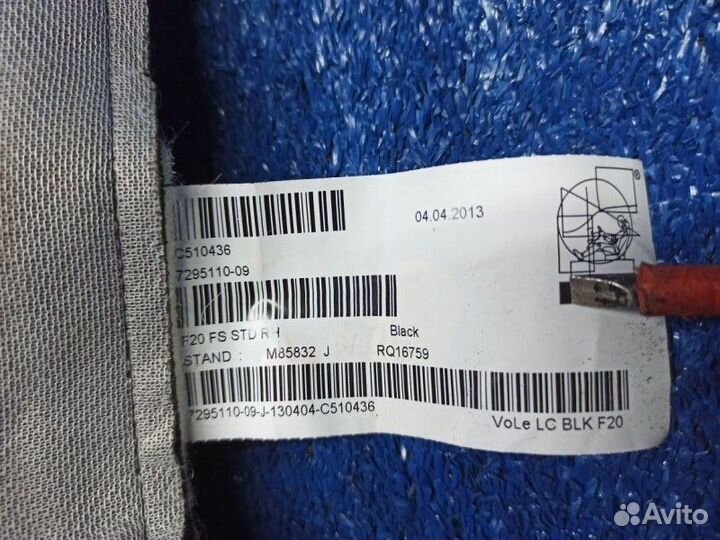 04.04.2013
C510436
7295110-09
F20 FS STD RH Black
STAND : M85832 J RQ16759
7295110-09-J-130404-C510436
VoLe LC BLK F20
®
Avito